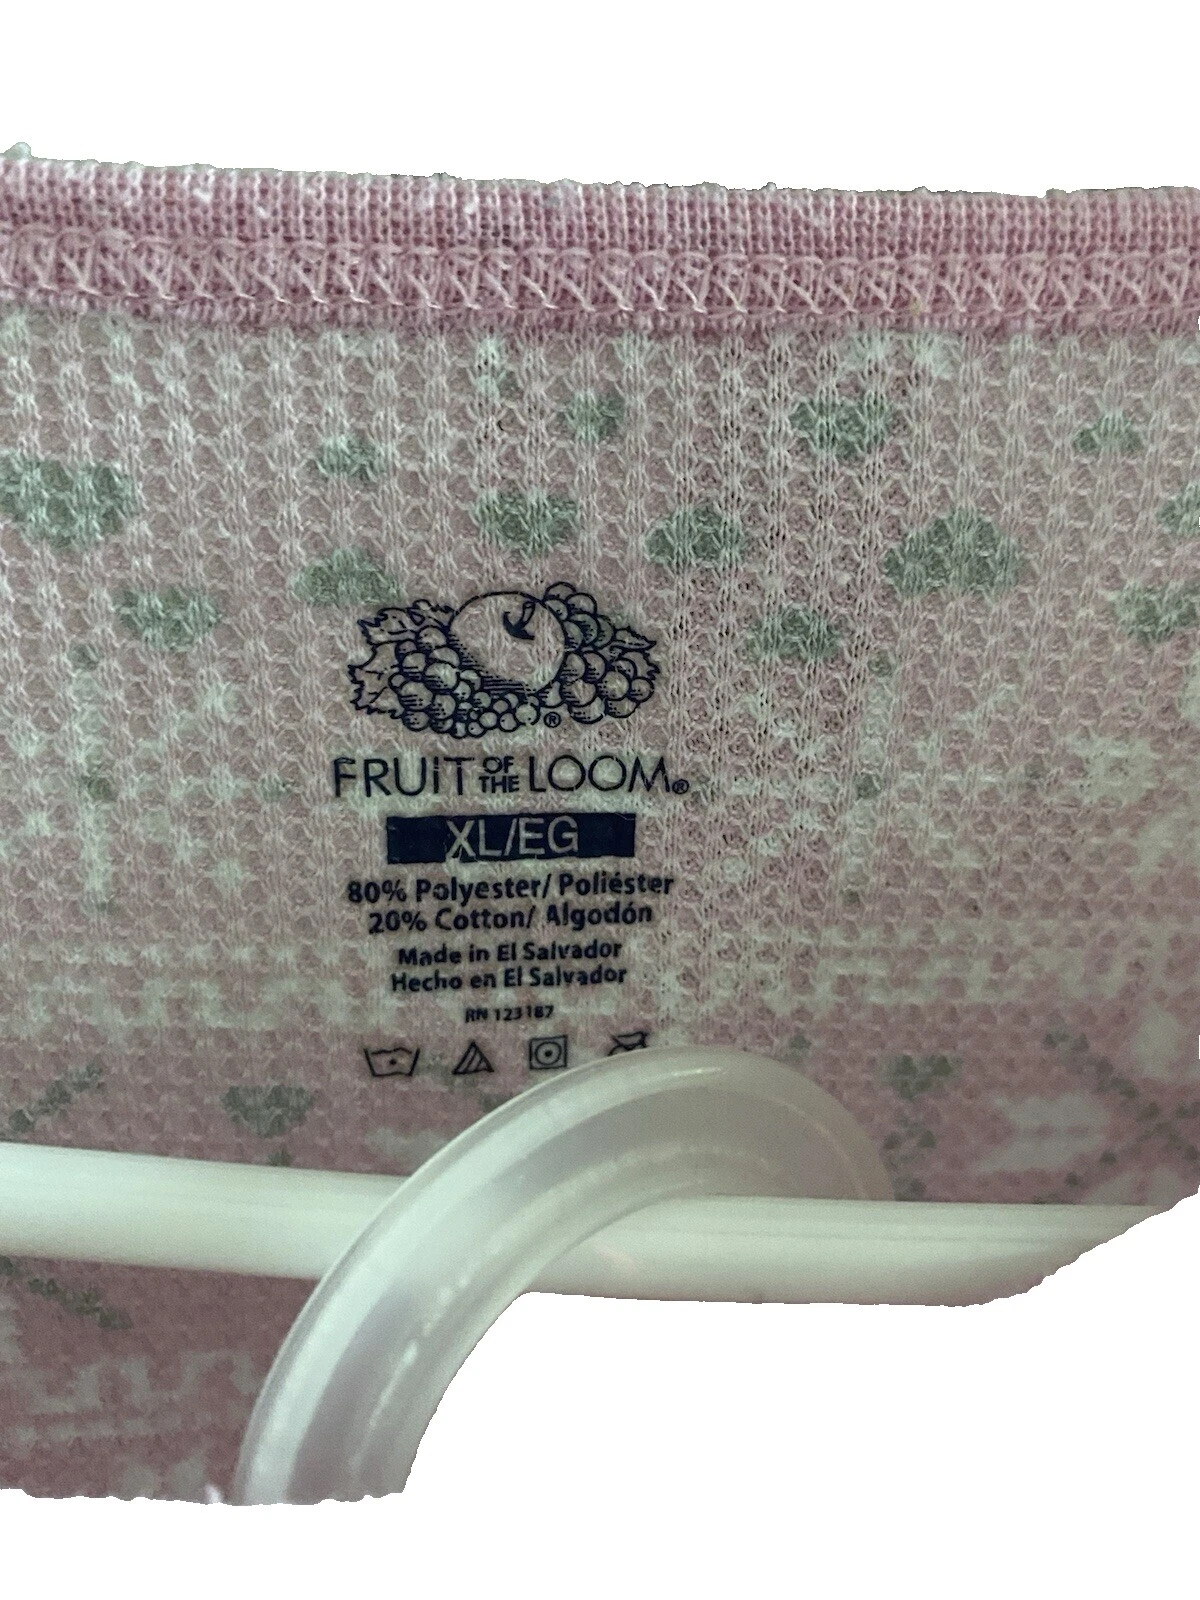 ®
FRUIT OF THE LOOM®
XL/EG
80% Polyester/ Poliéster
20% Cotton/ Algodón
Made in El Salvador
Hecho en El Salvador
RN 123187